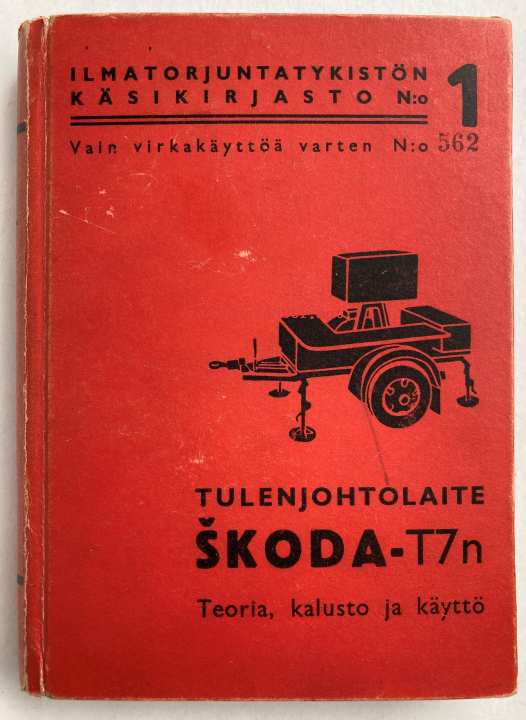 ILMATORJUNTATYKISTÖN
KÄSIKIRJASTO N:o 1
Vain virkakäyttöä varten N:o 562
TULENJOHTOLAITE
ŠKODA-T7n
Teoria, kalusto ja käyttö